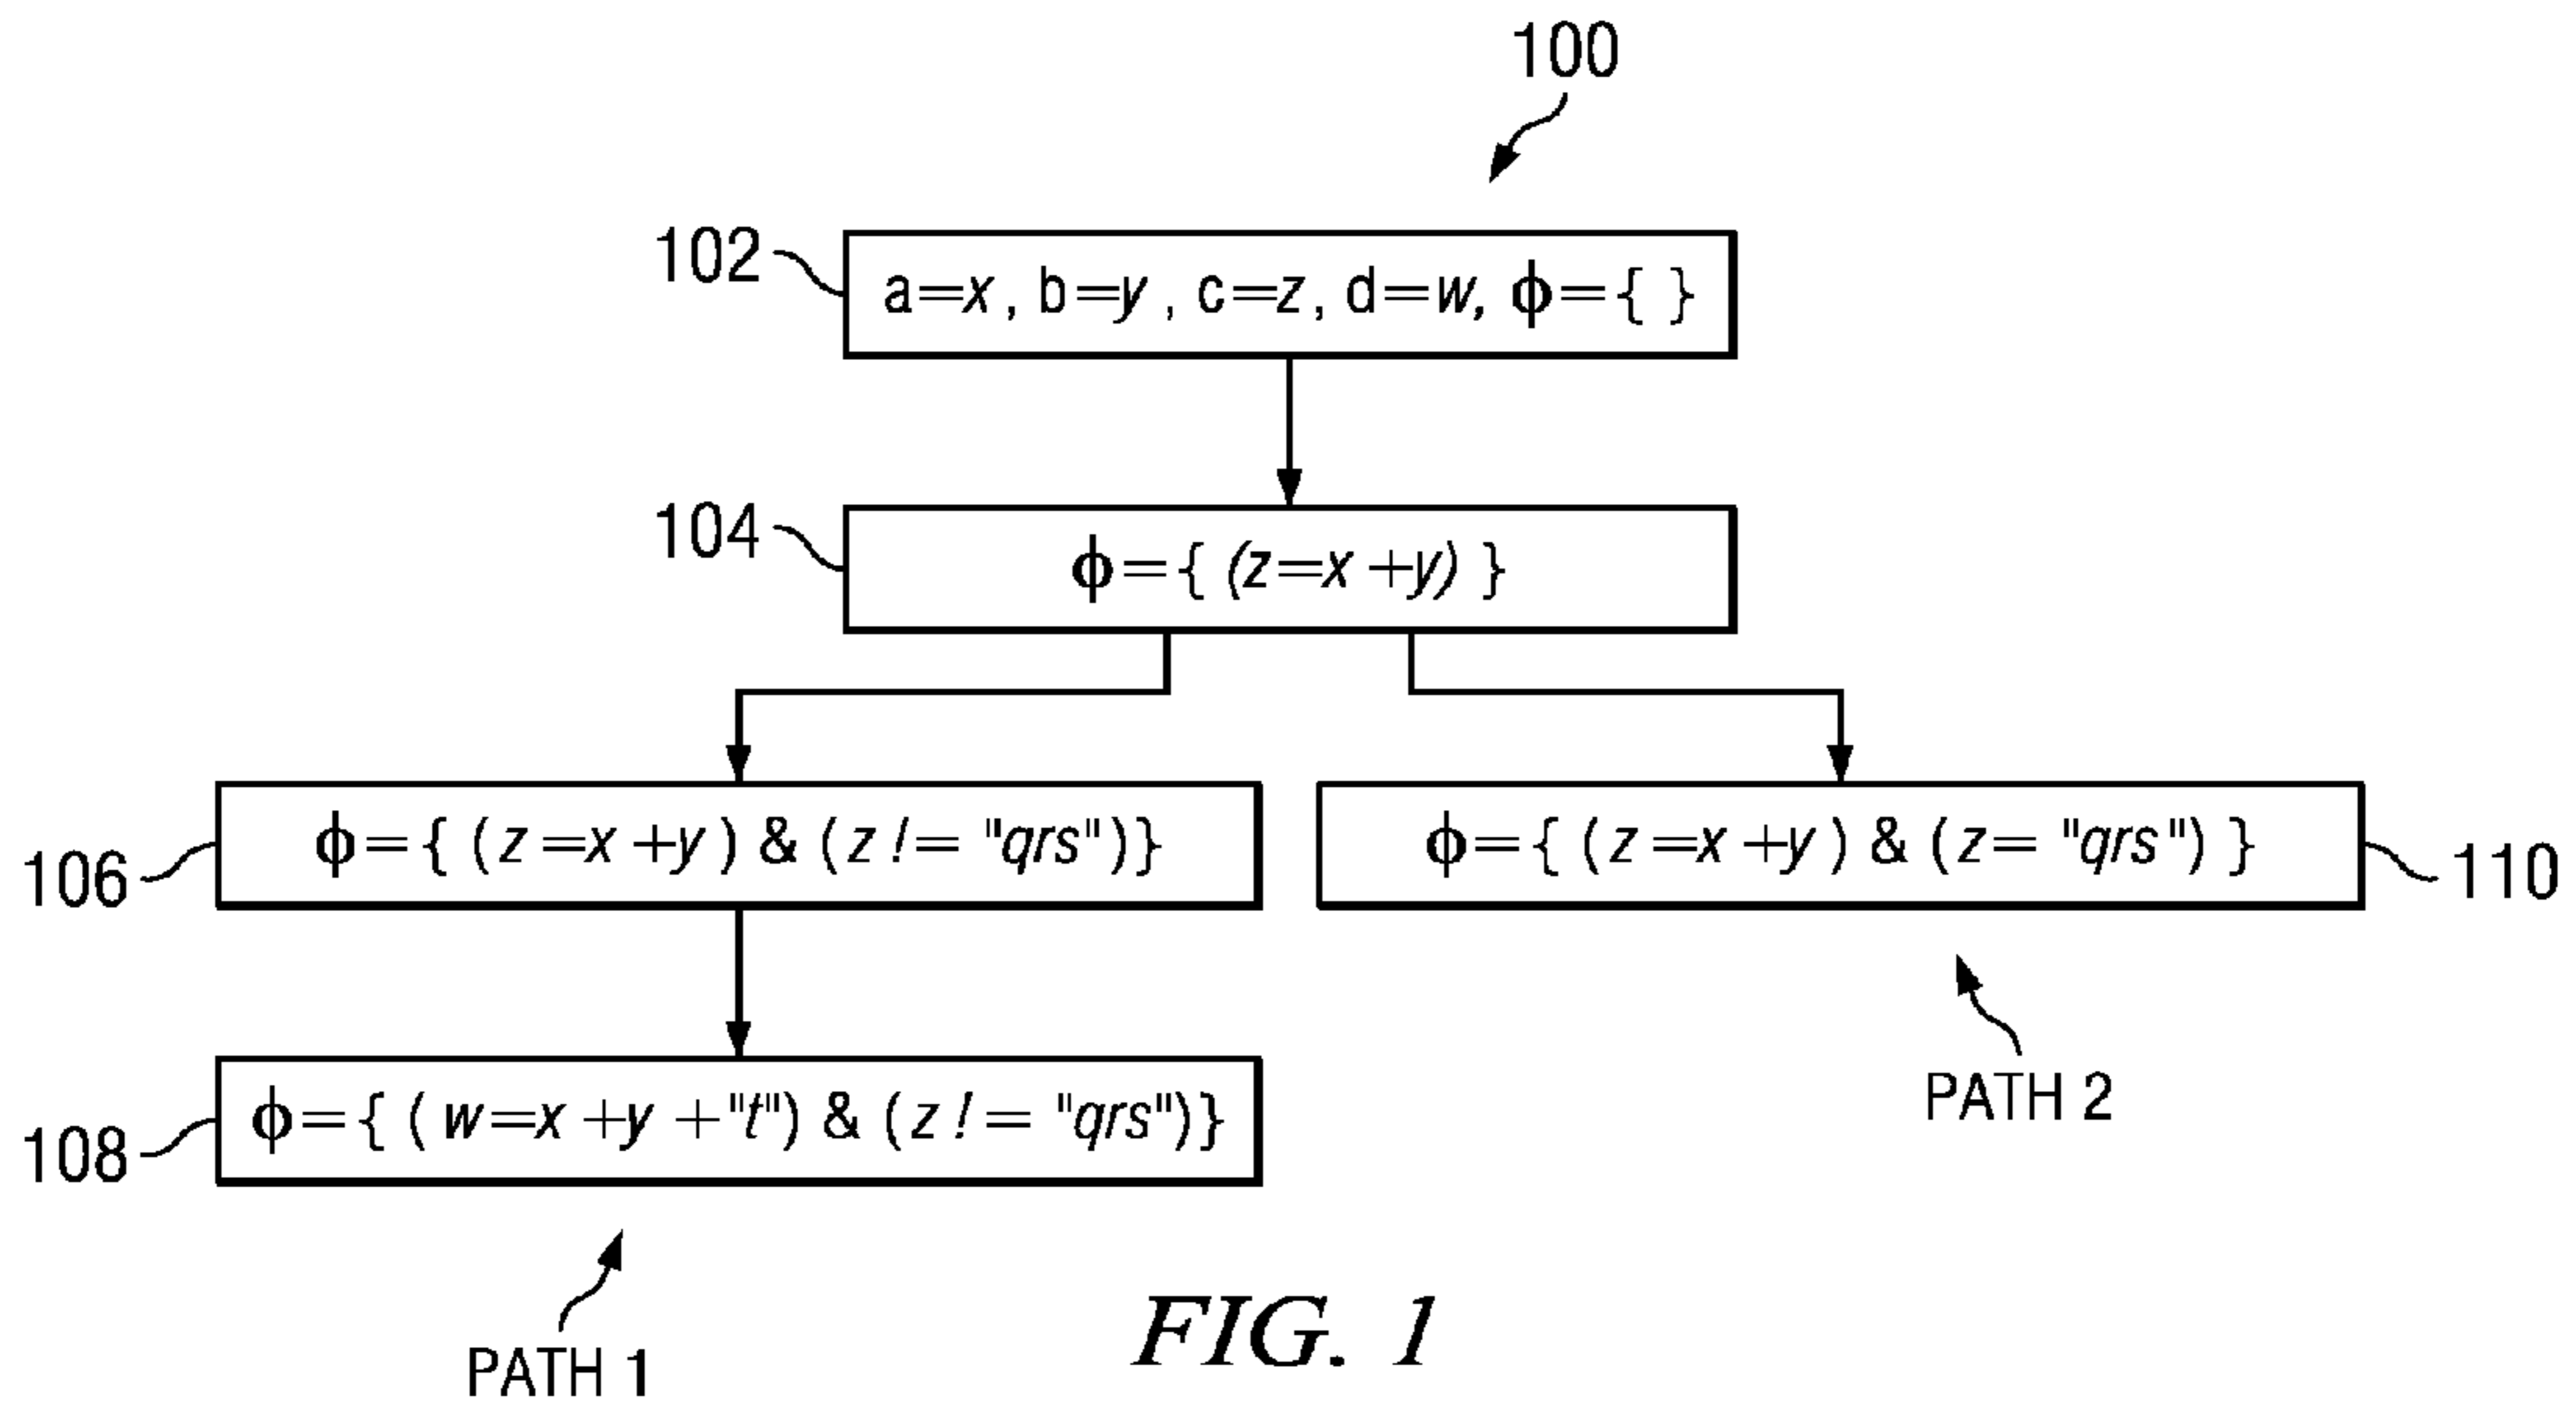 100
102
a=x, b=y, c=z, d=w, ϕ={ }
104
ϕ={ (z=x+y) }
106
ϕ={ (z=x+y) & (z != "qrs")}
ϕ={ (z=x+y) & (z= "qrs") }
110
108
ϕ={ (w=x+y+"t") & (z != "qrs")}
PATH 2
PATH 1
FIG. 1